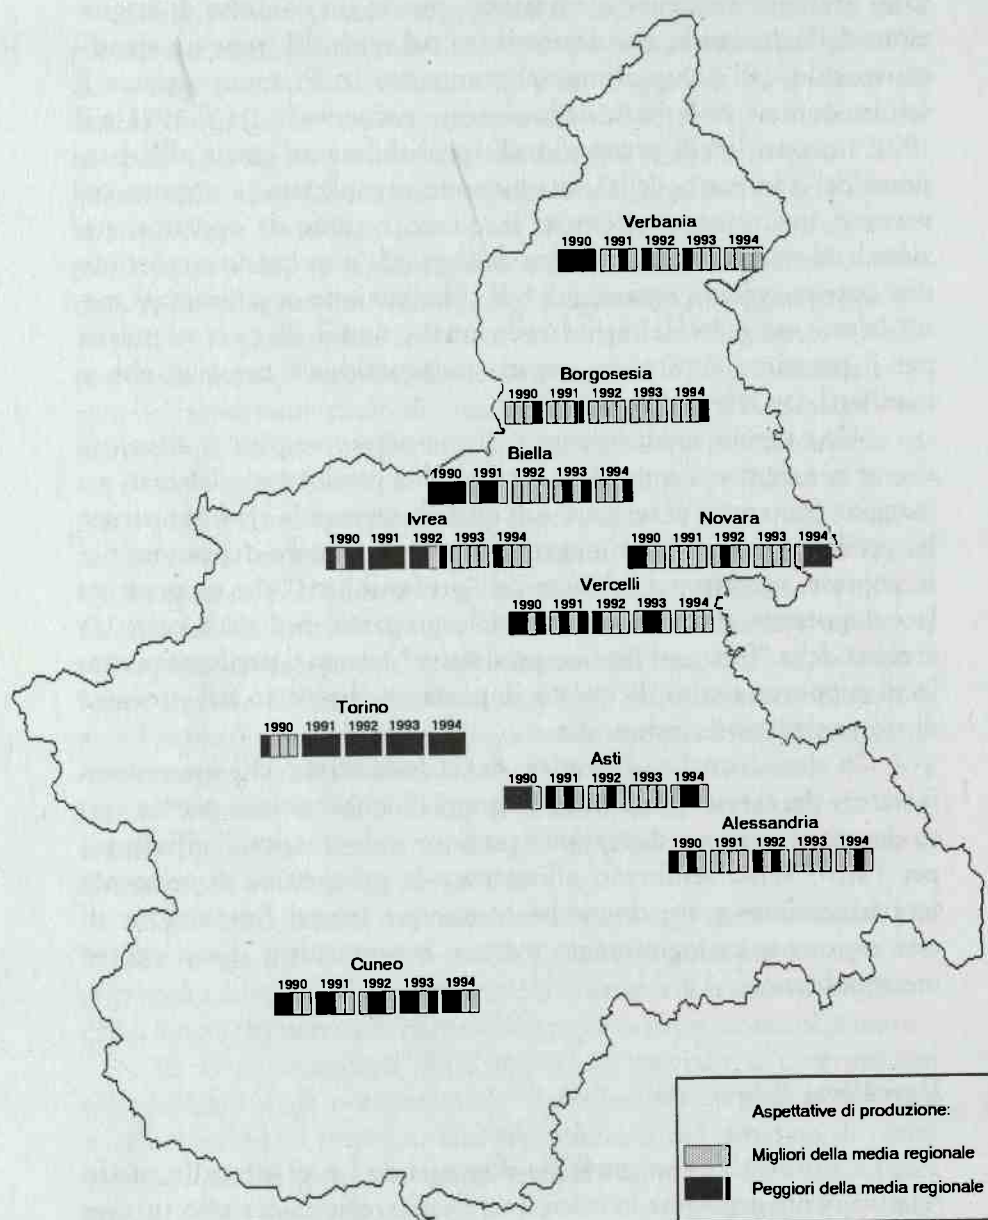 Verbania
1990 1991 1992 1993 1994
Borgosesia
1990 1991 1992 1993 1994
Biella
1990 1991 1992 1993 1994
Ivrea
1990 1991 1992 1993 1994
Novara
1990 1991 1992 1993 1994
Vercelli
1990 1991 1992 1993 1994
Torino
1990 1991 1992 1993 1994
Asti
1990 1991 1992 1993 1994
Alessandria
1990 1991 1992 1993 1994
Cuneo
1990 1991 1992 1993 1994
Aspettative di produzione:
Migliori della media regionale
Peggiori della media regionale